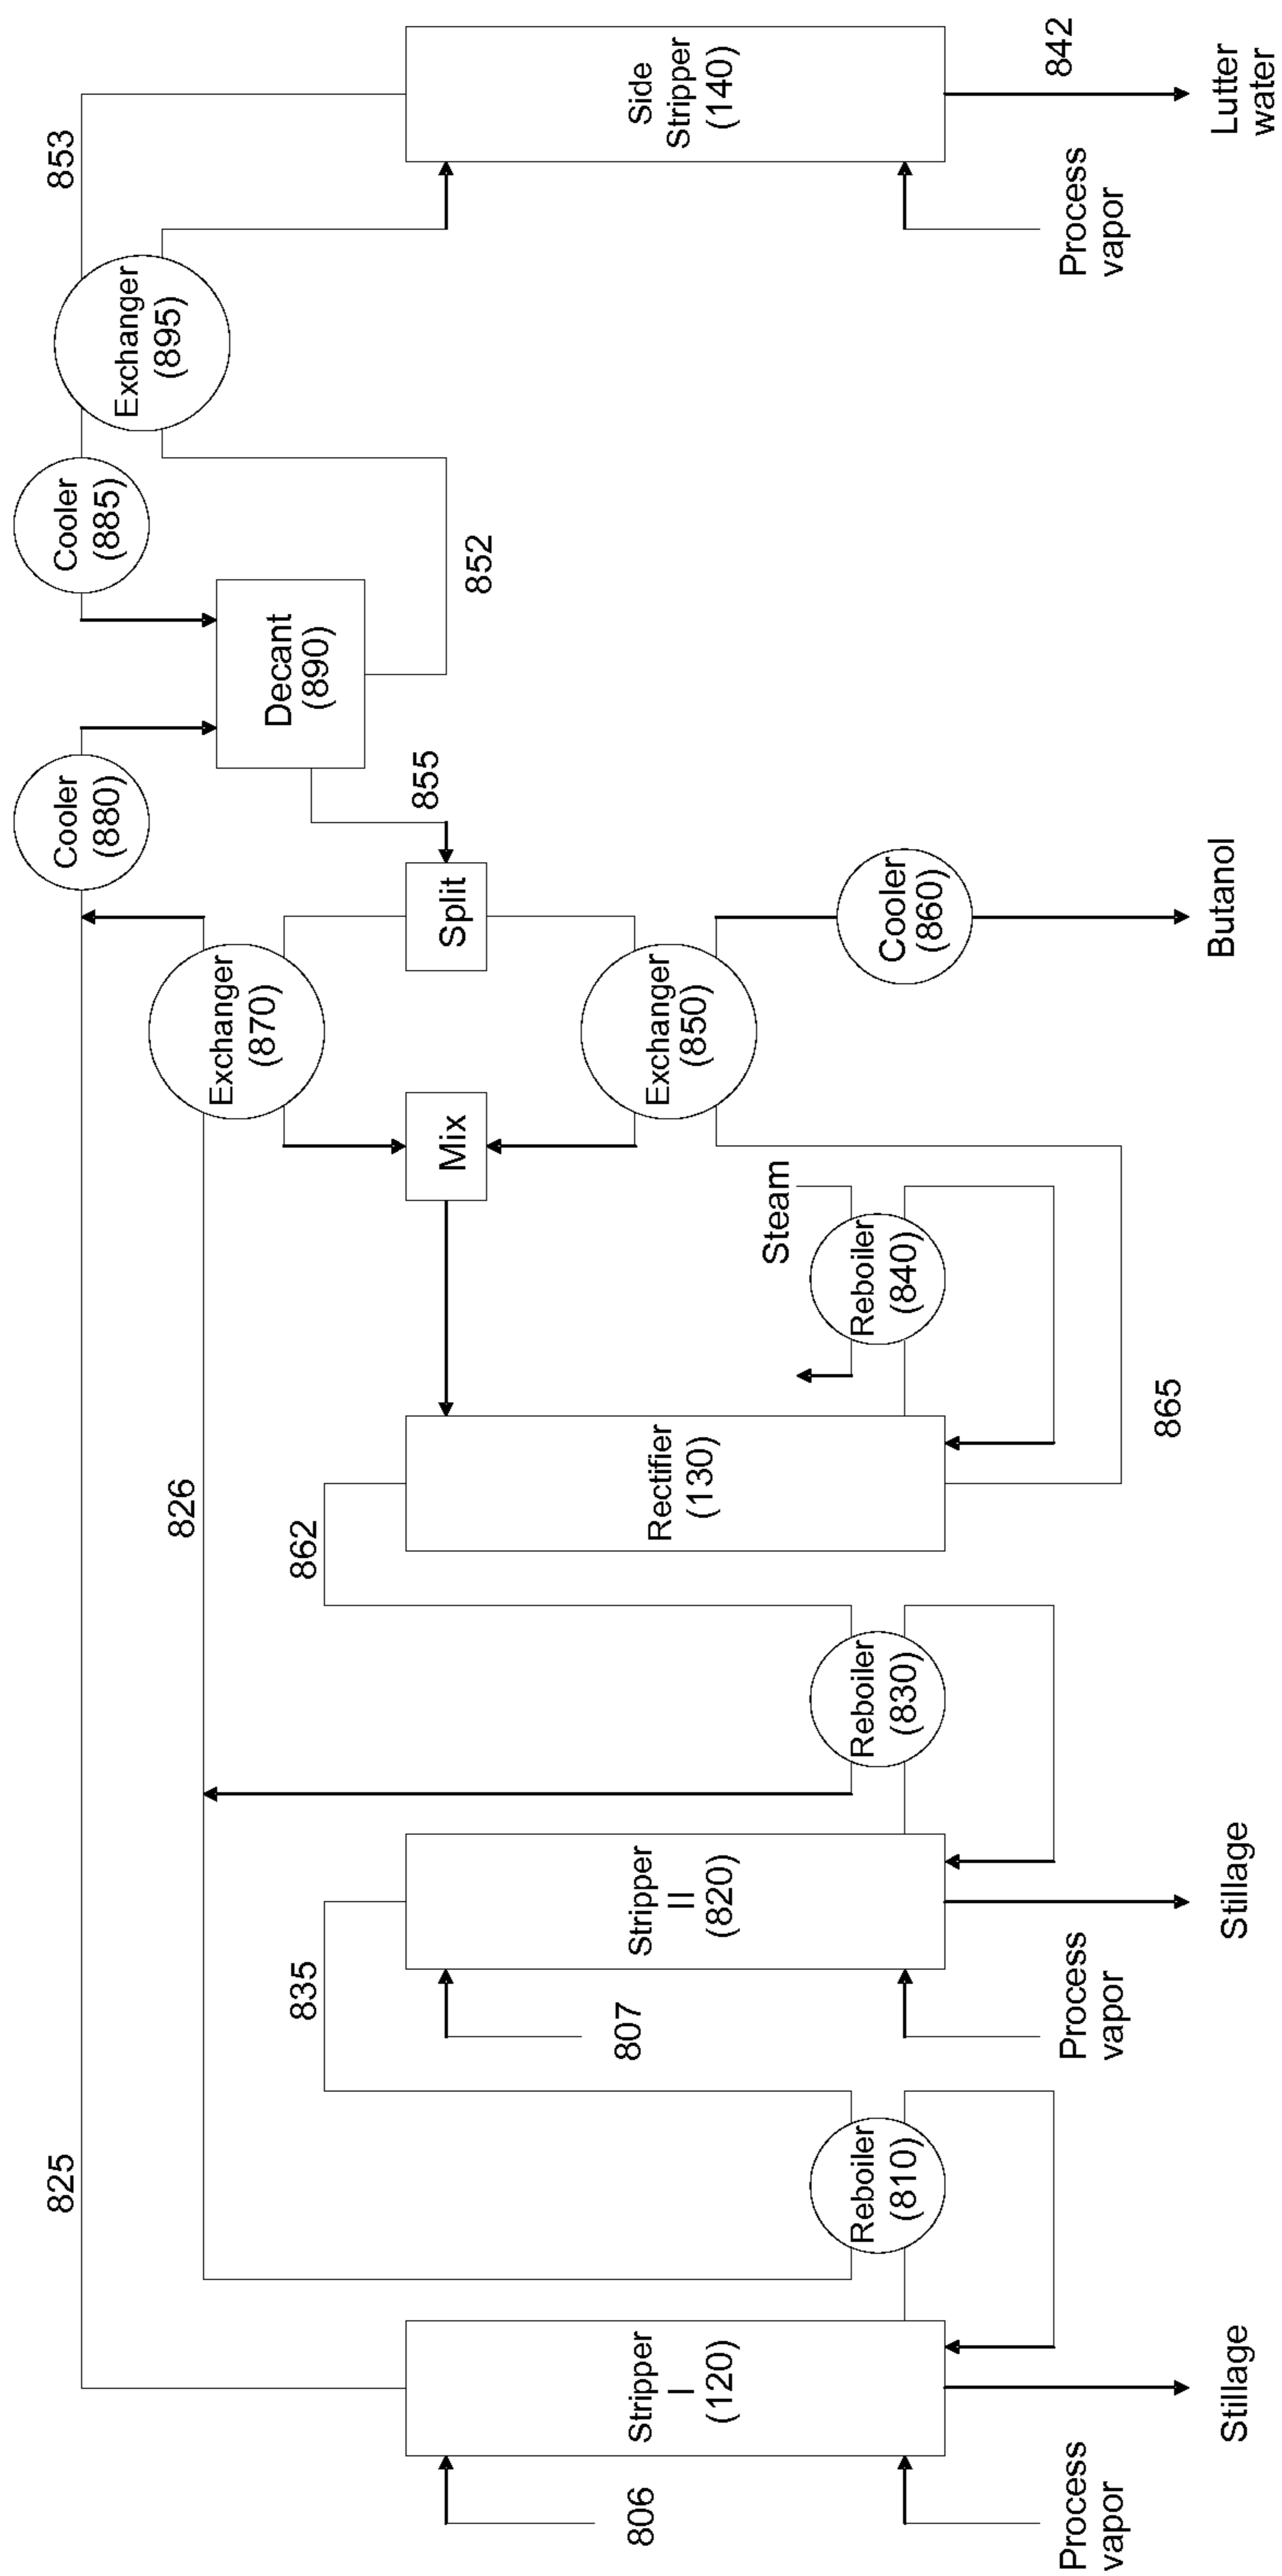 825
826
853
Cooler
(880)
Cooler
(885)
Exchanger
(895)
Exchanger
(870)
Decant
(890)
835
862
855
852
Mix
Split
Stripper
I
(120)
Stripper
II
(820)
Rectifier
(130)
Exchanger
(850)
Side
Stripper
(140)
806
807
Steam
Reboiler
(810)
Reboiler
(830)
Reboiler
(840)
Cooler
(860)
Process
vapor
Process
vapor
Process
vapor
865
842
Stillage
Stillage
Butanol
Lutter
water